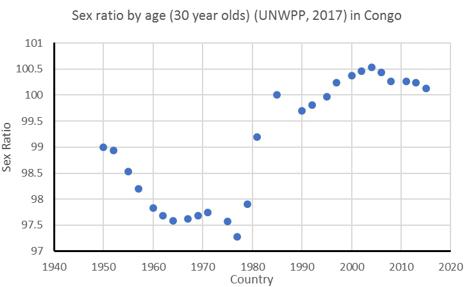 Sex ratio by age (30 year olds) (UNWPP, 2017) in Congo
101
100.5
100
99.5
99
98.5
98
97.5
97
Sex Ratio
1940 1950 1960 1970 1980 1990 2000 2010 2020
Country